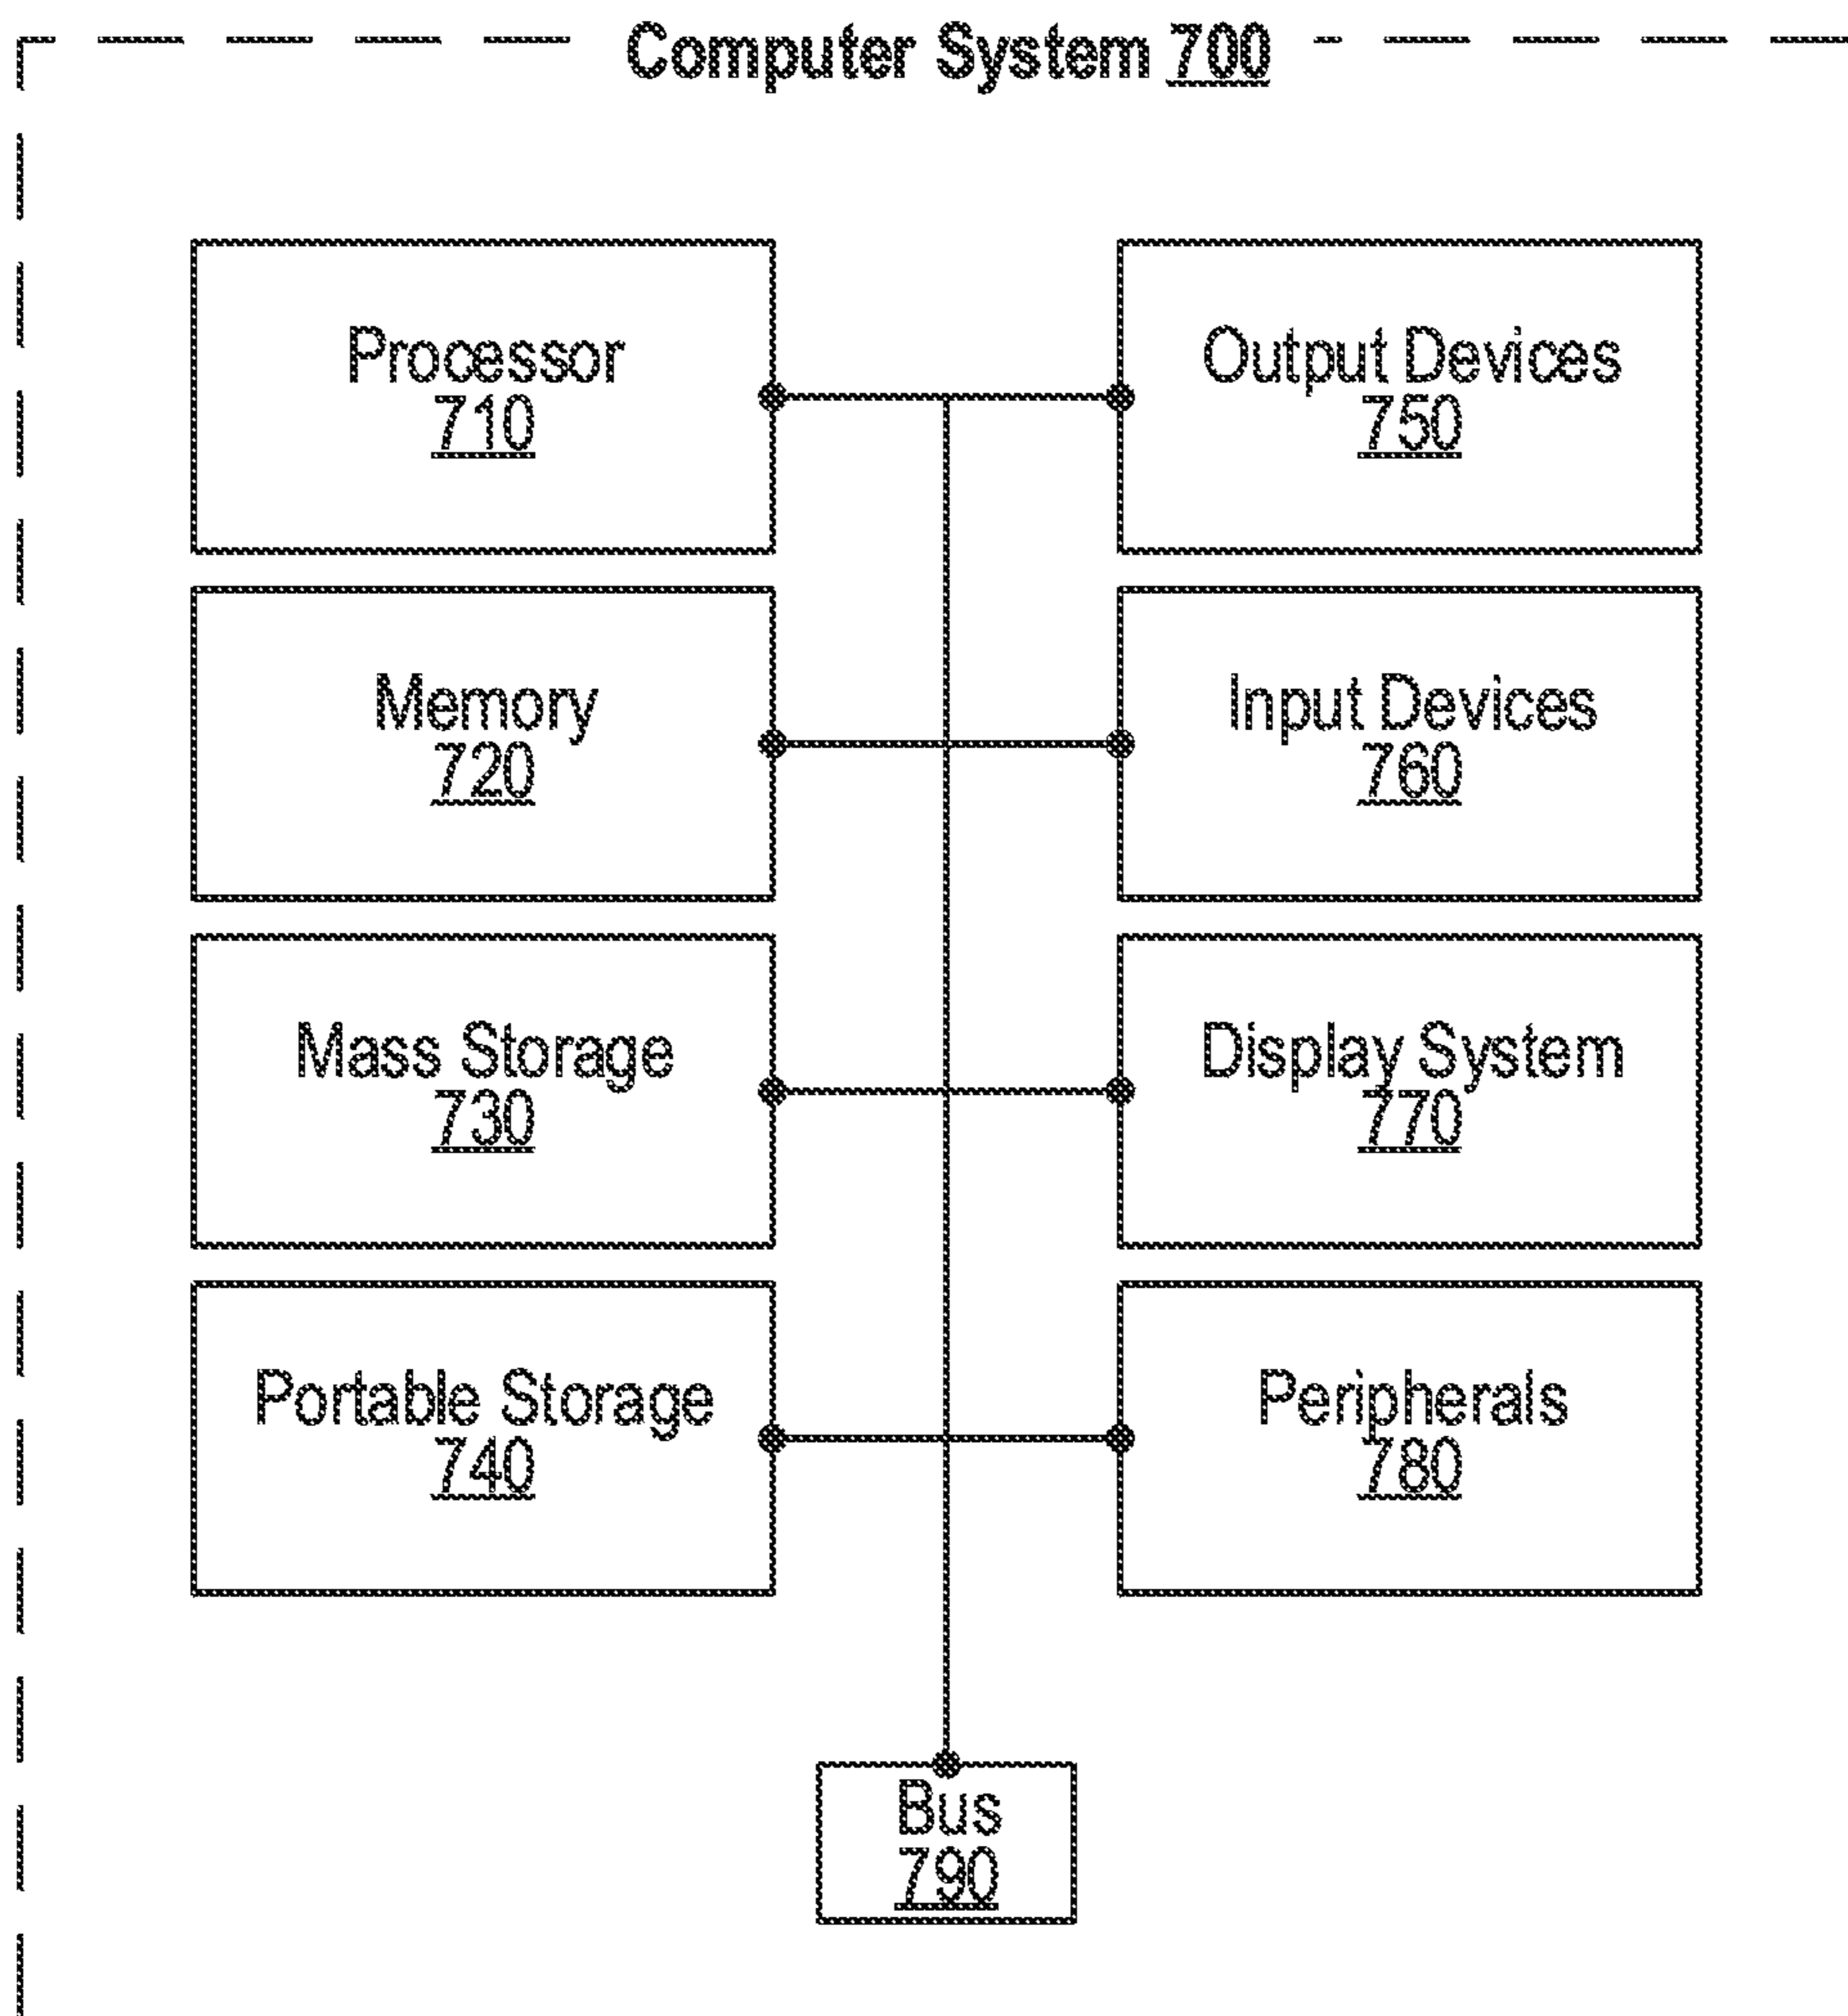 Computer System 700
Processor
710
Output Devices
750
Memory
720
Input Devices
760
Mass Storage
730
Display System
770
Portable Storage
740
Peripherals
780
Bus
790